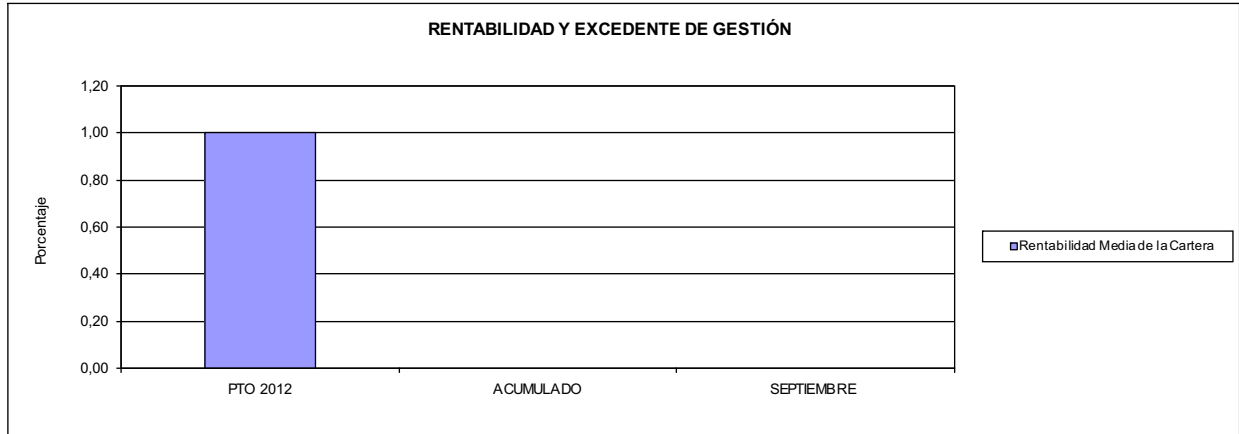 RENTABILIDAD Y EXCEDENTE DE GESTIÓN
1,20
1,00
0,80
0,60
0,40
0,20
0,00
Porcentaje
PTO 2012 ACUMULADO SEPTIEMBRE
Rentabilidad Media de la Cartera